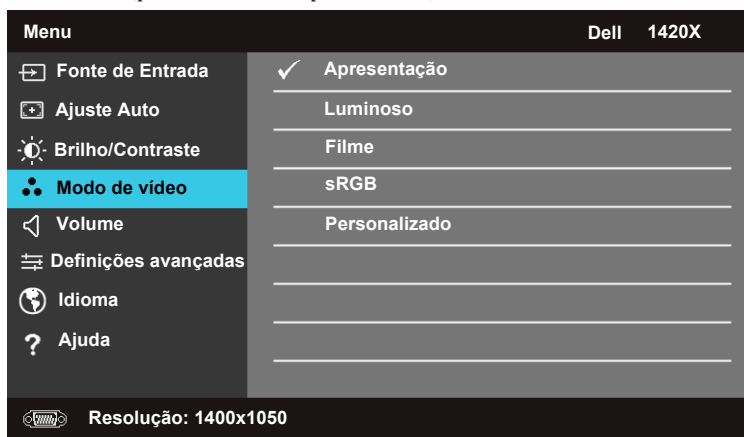 Menu Dell 1420X
Fonte de Entrada
Ajuste Auto
Brilho/Contraste
Modo de vídeo
Volume
Definições avançadas
Idioma
? Ajuda
Apresentação
Luminoso
Filme
sRGB
Personalizado
Resolução: 1400x1050